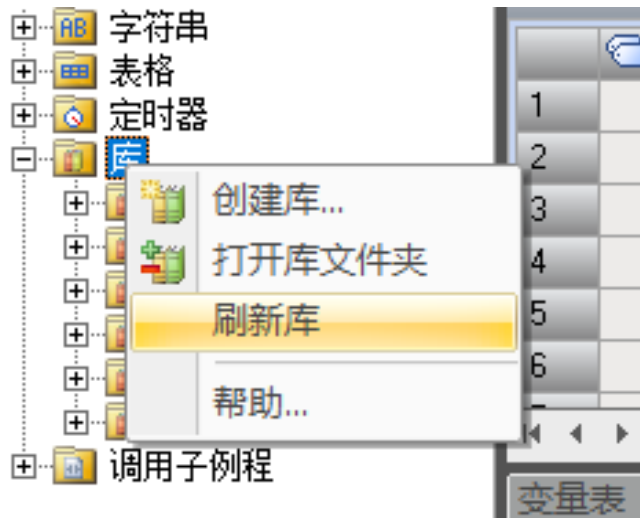 字符串
表格
定时器
库
创建库...
打开库文件夹
刷新库
帮助...
调用子例程
1
2
3
4
5
6
变量表